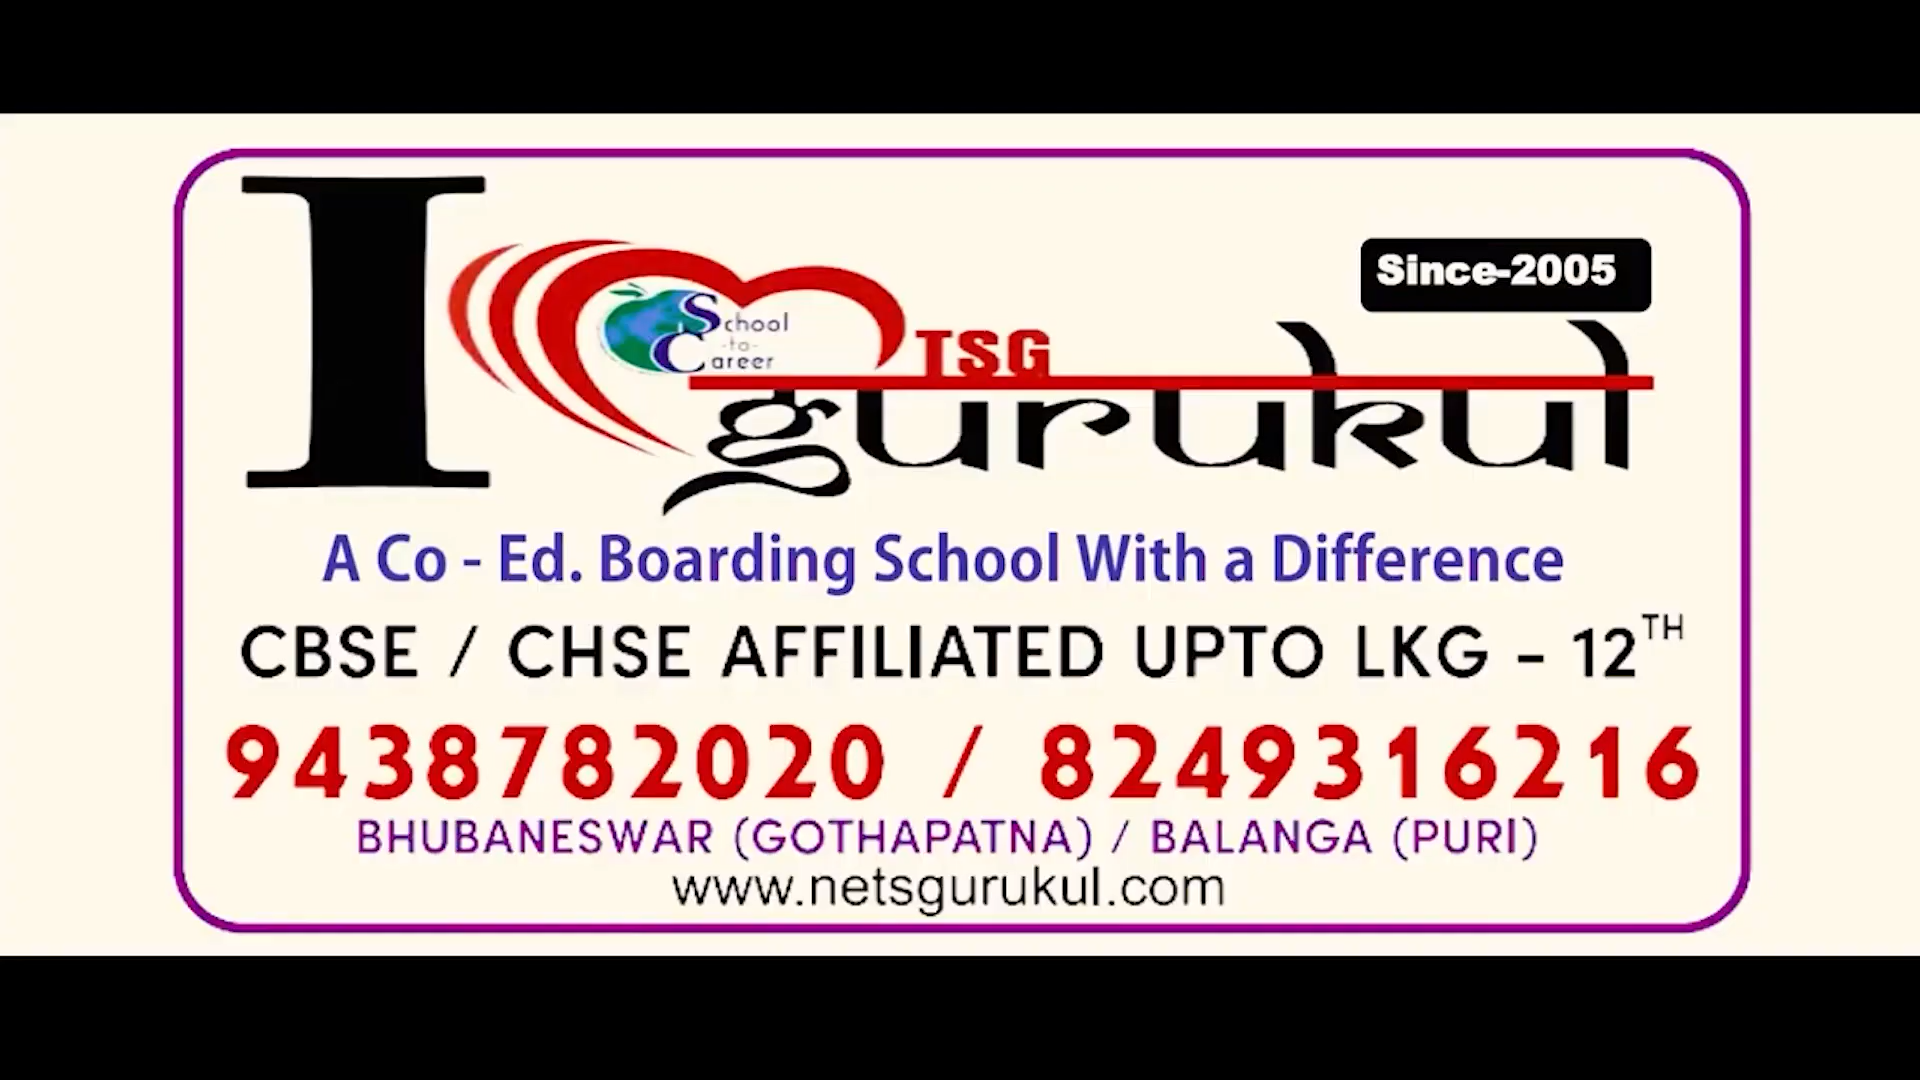 I
Since-2005
School
-to-
Career
TSG
gurukul
A Co - Ed. Boarding School With a Difference
CBSE / CHSE AFFILIATED UPTO LKG - 12TH
9438782020 / 8249316216
BHUBANESWAR (GOTHAPATNA) / BALANGA (PURI)
www.netsgurukul.com